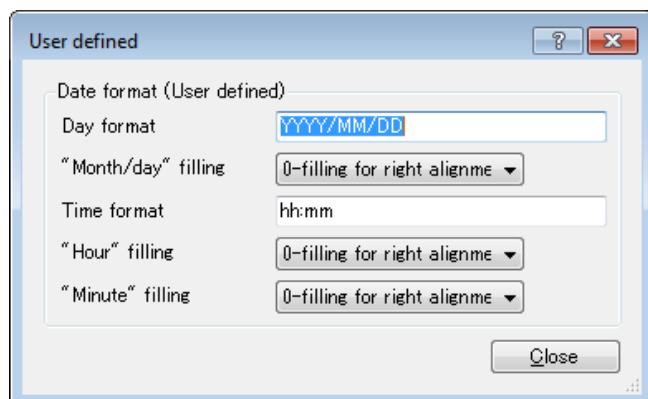 User defined
Date format (User defined)
Day format YYYY/MM/DD
"Month/day" filling 0-filling for right alignme
Time format hh:mm
"Hour" filling 0-filling for right alignme
"Minute" filling 0-filling for right alignme
Close